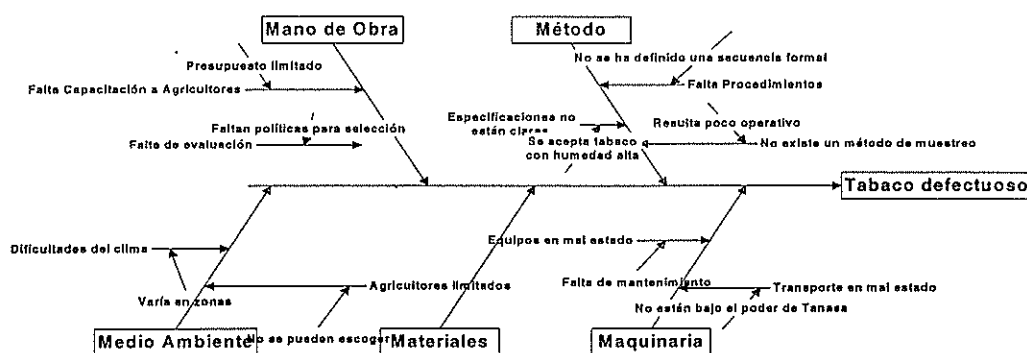 Mano de Obra
Método
Presupuesto limitado
Falta Capacitación a Agricultores
Faltan políticas para selección
Falta de evaluación
No se ha definido una secuencia formal
Falta Procedimientos
Especificaciones no
están claras
Resulta poco operativo
Se acepta tabaco
con humedad alta
No existe un método de muestreo
Tabaco defectuoso
Dificultades del clima
Varía en zonas
Agricultores limitados
No se pueden escoger
Equipos en mal estado
Falta de mantenimiento
Transporte en mal estado
No están bajo el poder de Tanasa
Medio Ambiente
Materiales
Maquinaria